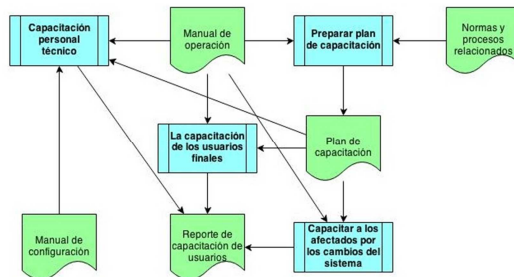 Capacitación
personal
técnico
Manual de
operación
Preparar plan
de capacitación
Normas y
procesos
relacionados
La capacitación
de los usuarios
finales
Plan de
capacitación
Manual de
configuración
Reporte de
capacitación de
usuarios
Capacitar a los
afectados por
los cambios del
sistema